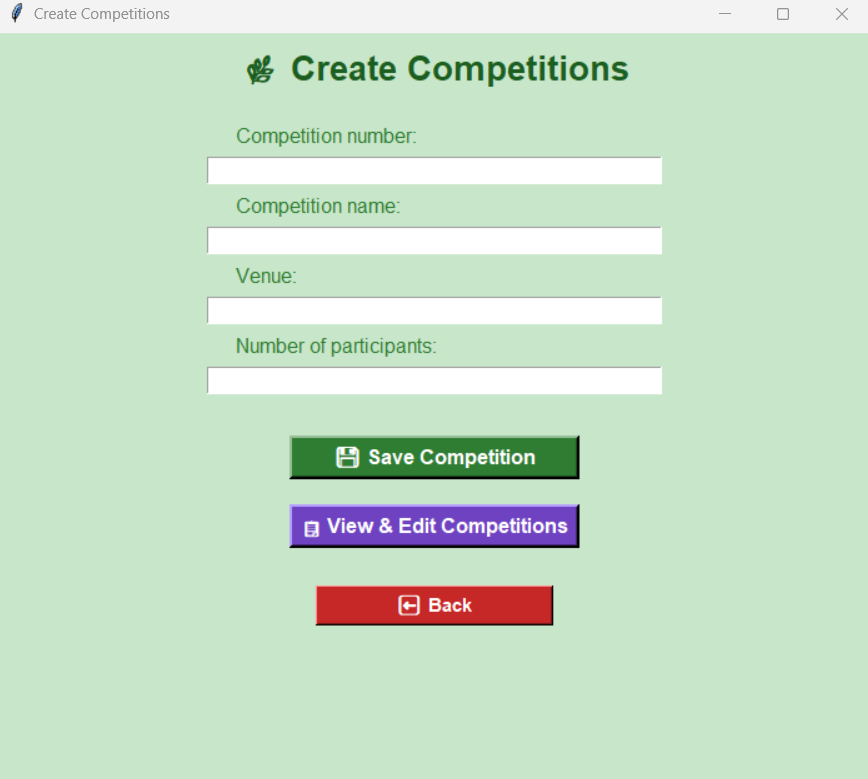 Create Competitions
Create Competitions
Competition number:
Competition name:
Venue:
Number of participants:
Save Competition
View & Edit Competitions
Back